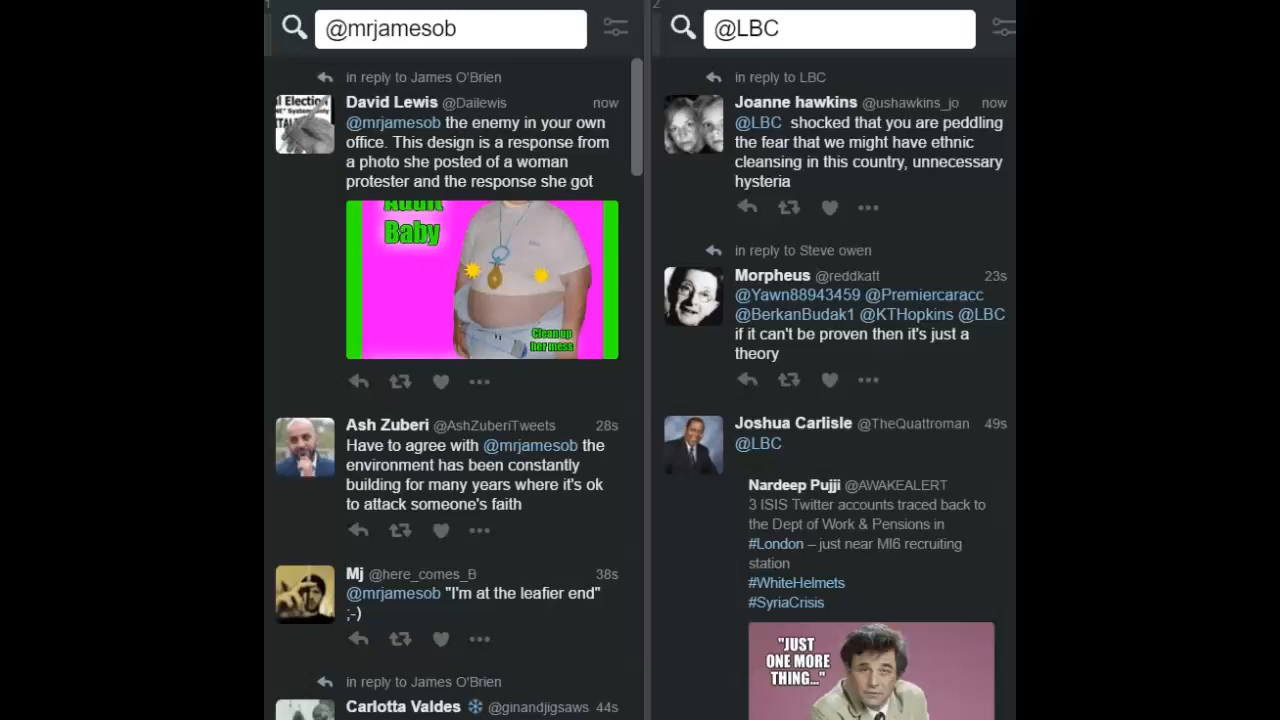 1
@mrjamesob
in reply to James O'Brien
David Lewis @Dailewis now
@mrjamesob the enemy in your own
office. This design is a response from
a photo she posted of a woman
protester and the response she got
Adult
Baby
Clean up
her mess
Ash Zuberi @AshZuberiTweets 28s
Have to agree with @mrjamesob the
environment has been constantly
building for many years where it's ok
to attack someone's faith
Mj @here_comes_B 38s
@mrjamesob "I'm at the leafier end"
;-)
in reply to James O'Brien
Carlotta Valdes ❄ @ginandjigsaws 44s
2
@LBC
in reply to LBC
Joanne hawkins @ushawkins_jo now
@LBC shocked that you are peddling
the fear that we might have ethnic
cleansing in this country, unnecessary
hysteria
in reply to Steve owen
Morpheus @reddkatt 23s
@Yawn88943459 @Premiercaracc
@BerkanBudak1 @KTHopkins @LBC
if it can't be proven then it's just a
theory
Joshua Carlisle @TheQuattroman 49s
@LBC
Nardeep Pujji @AWAKEALERT
3 ISIS Twitter accounts traced back to
the Dept of Work & Pensions in
#London – just near MI6 recruiting
station
#WhiteHelmets
#SyriaCrisis
"JUST
ONE MORE
THING..."